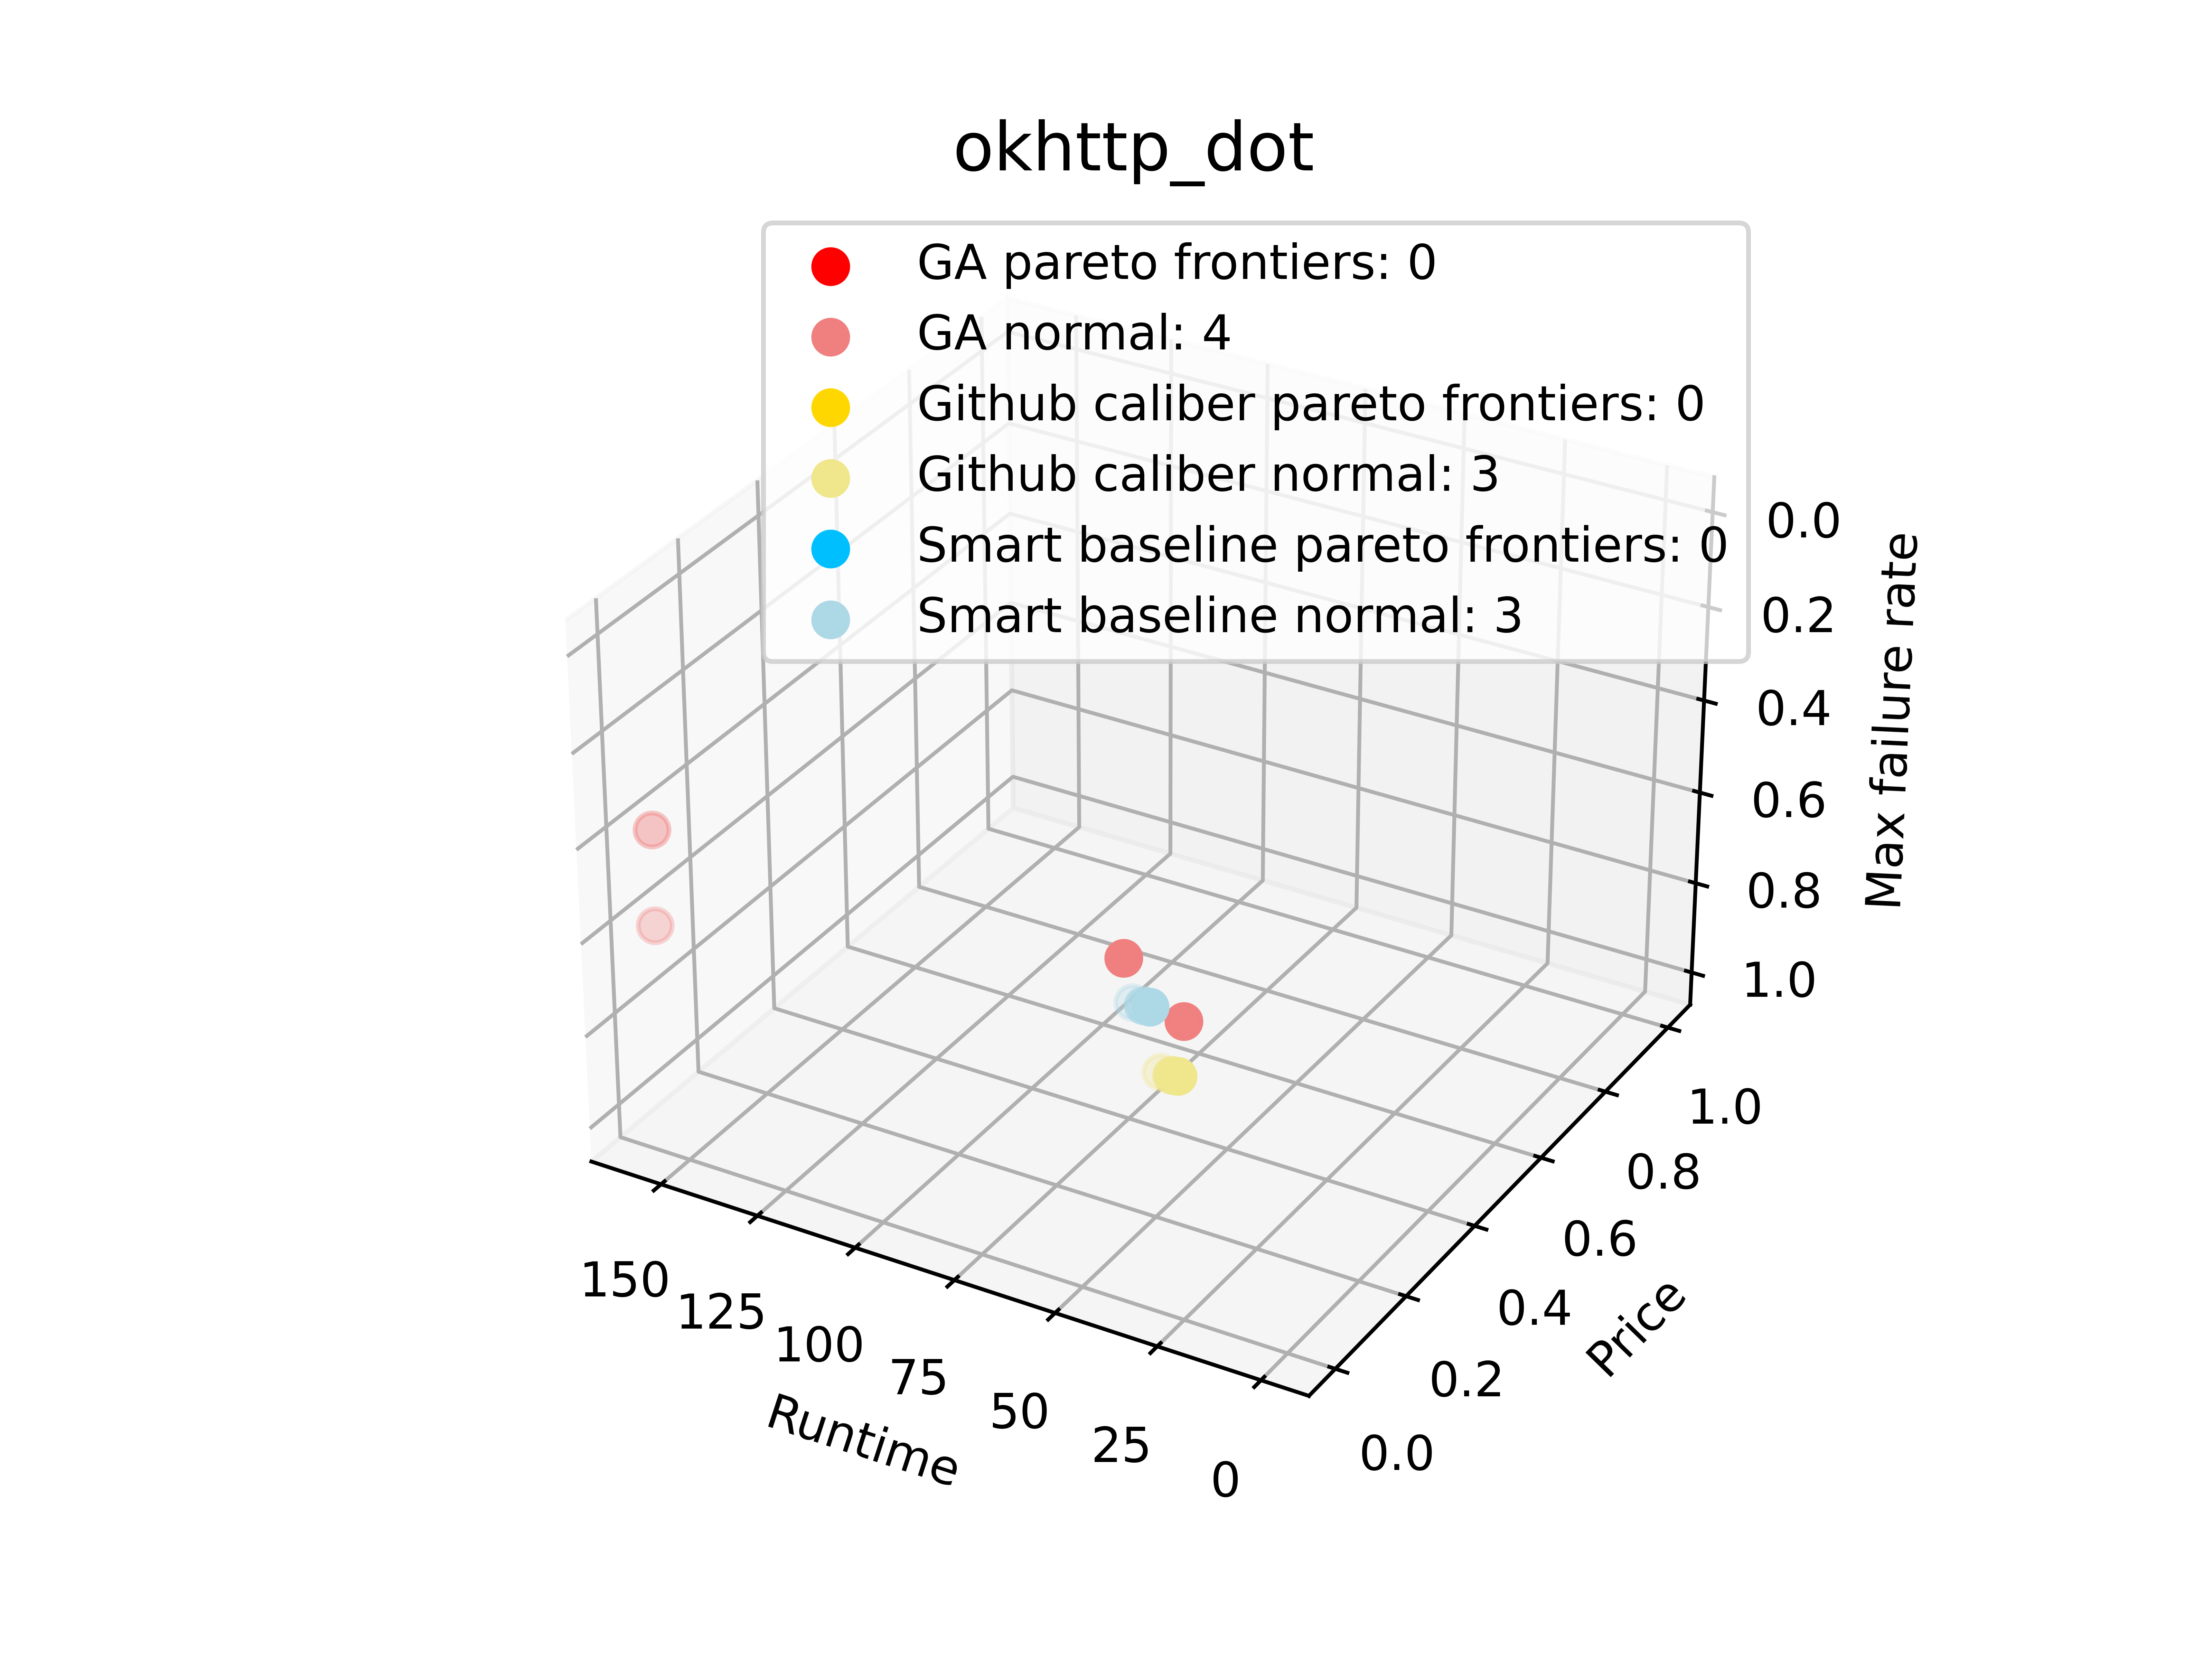 okhttp_dot
GA pareto frontiers: 0
GA normal: 4
Github caliber pareto frontiers: 0
Github caliber normal: 3
Smart baseline pareto frontiers: 0
Smart baseline normal: 3
0.0
0.2
0.4
0.6
0.8
1.0
Max failure rate
1.0
0.8
0.6
0.4
0.2
0.0
Price
150
125
100
75
50
25
0
Runtime